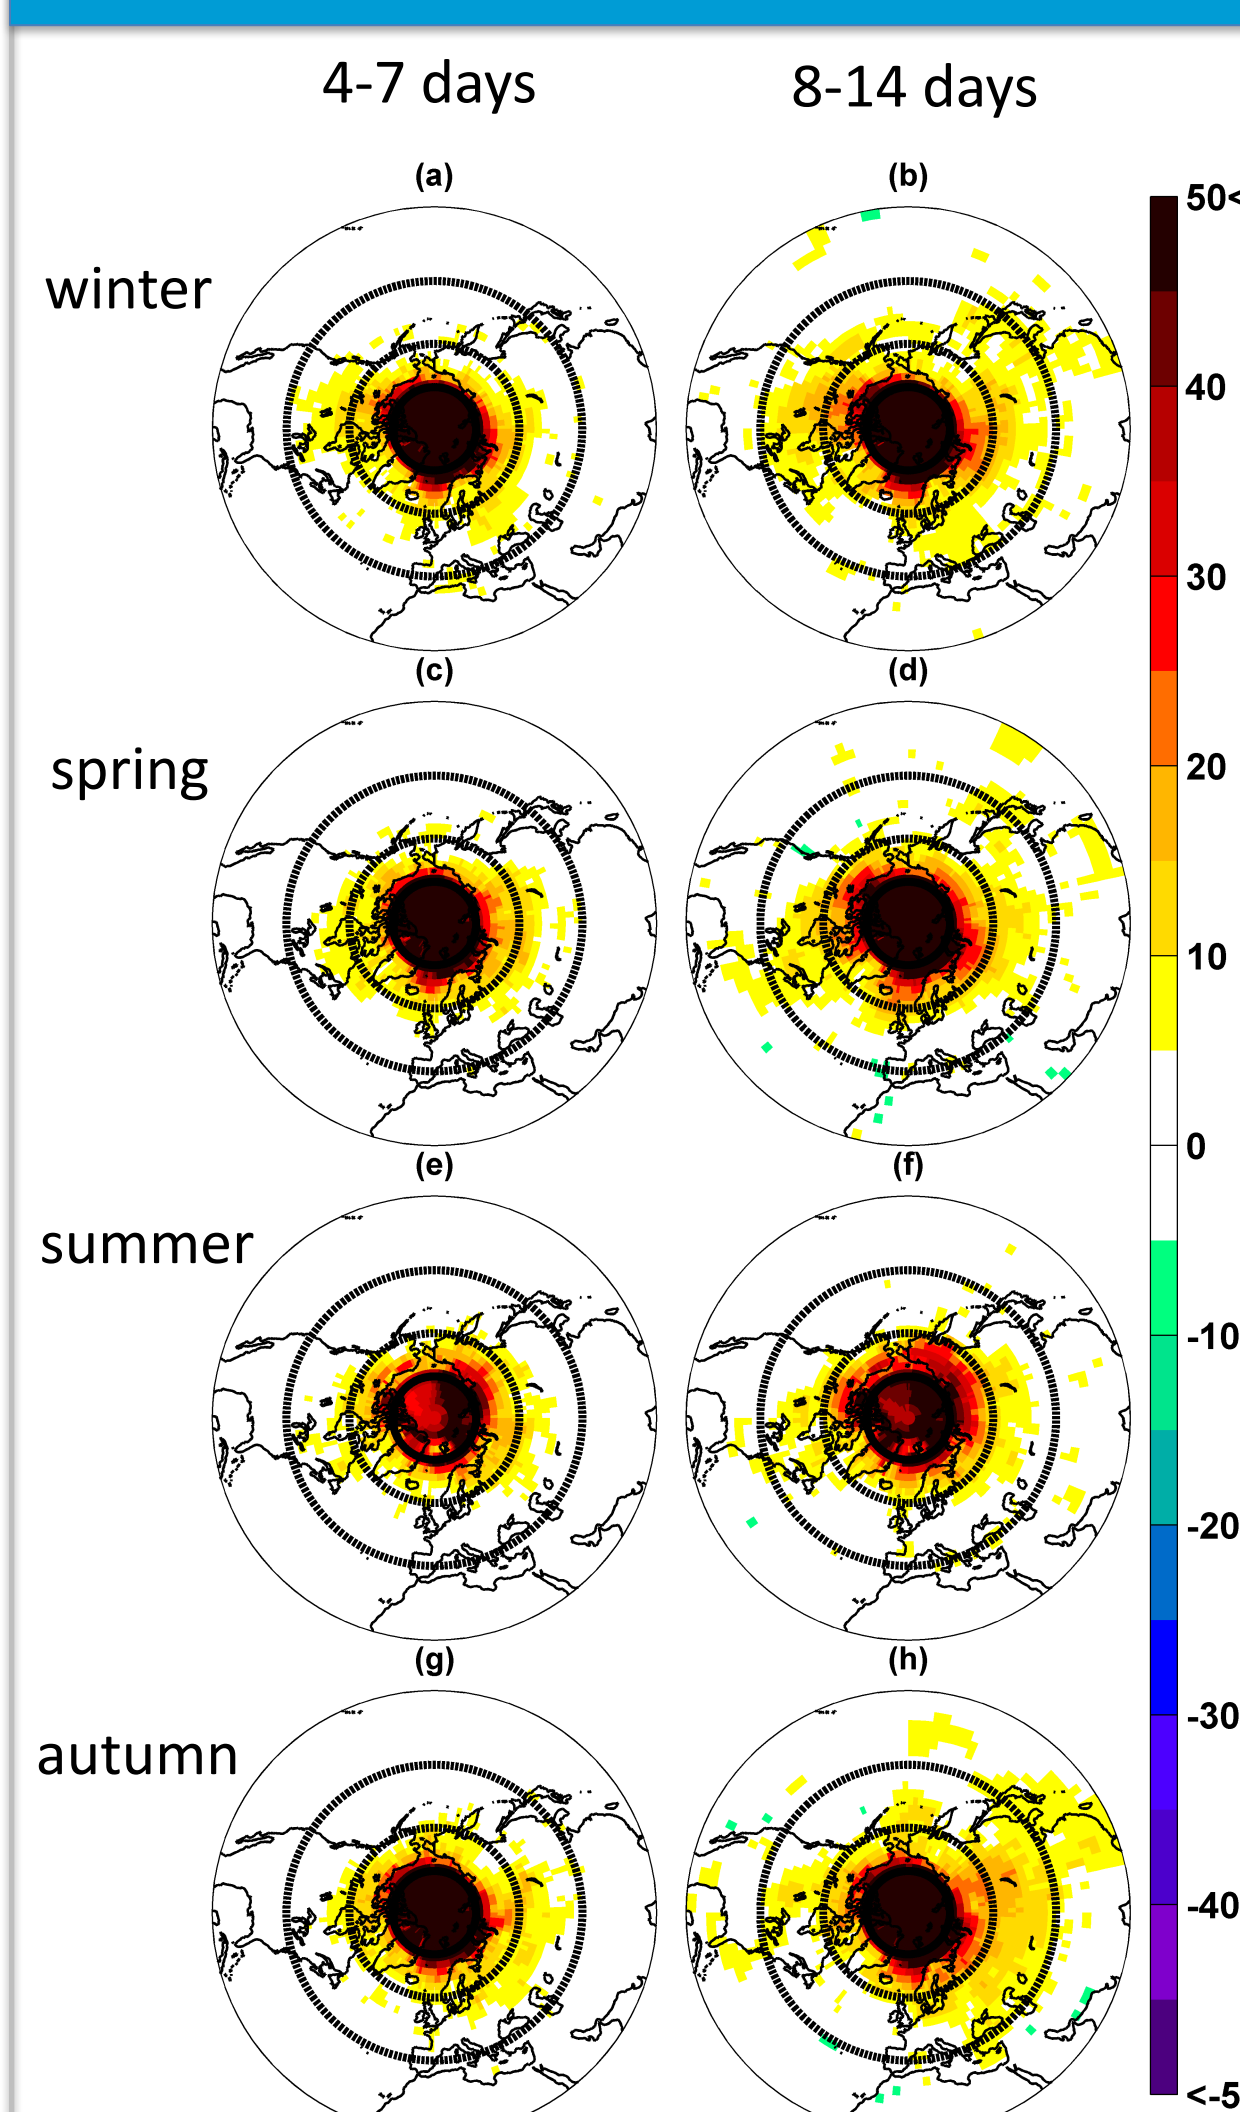 4-7 days 8-14 days
(a) (b)
50<
winter
40
30
(c) (d)
spring
20
10
0
(e) (f)
summer
-10
-20
(g) (h)
-30
autumn
-40
<-5